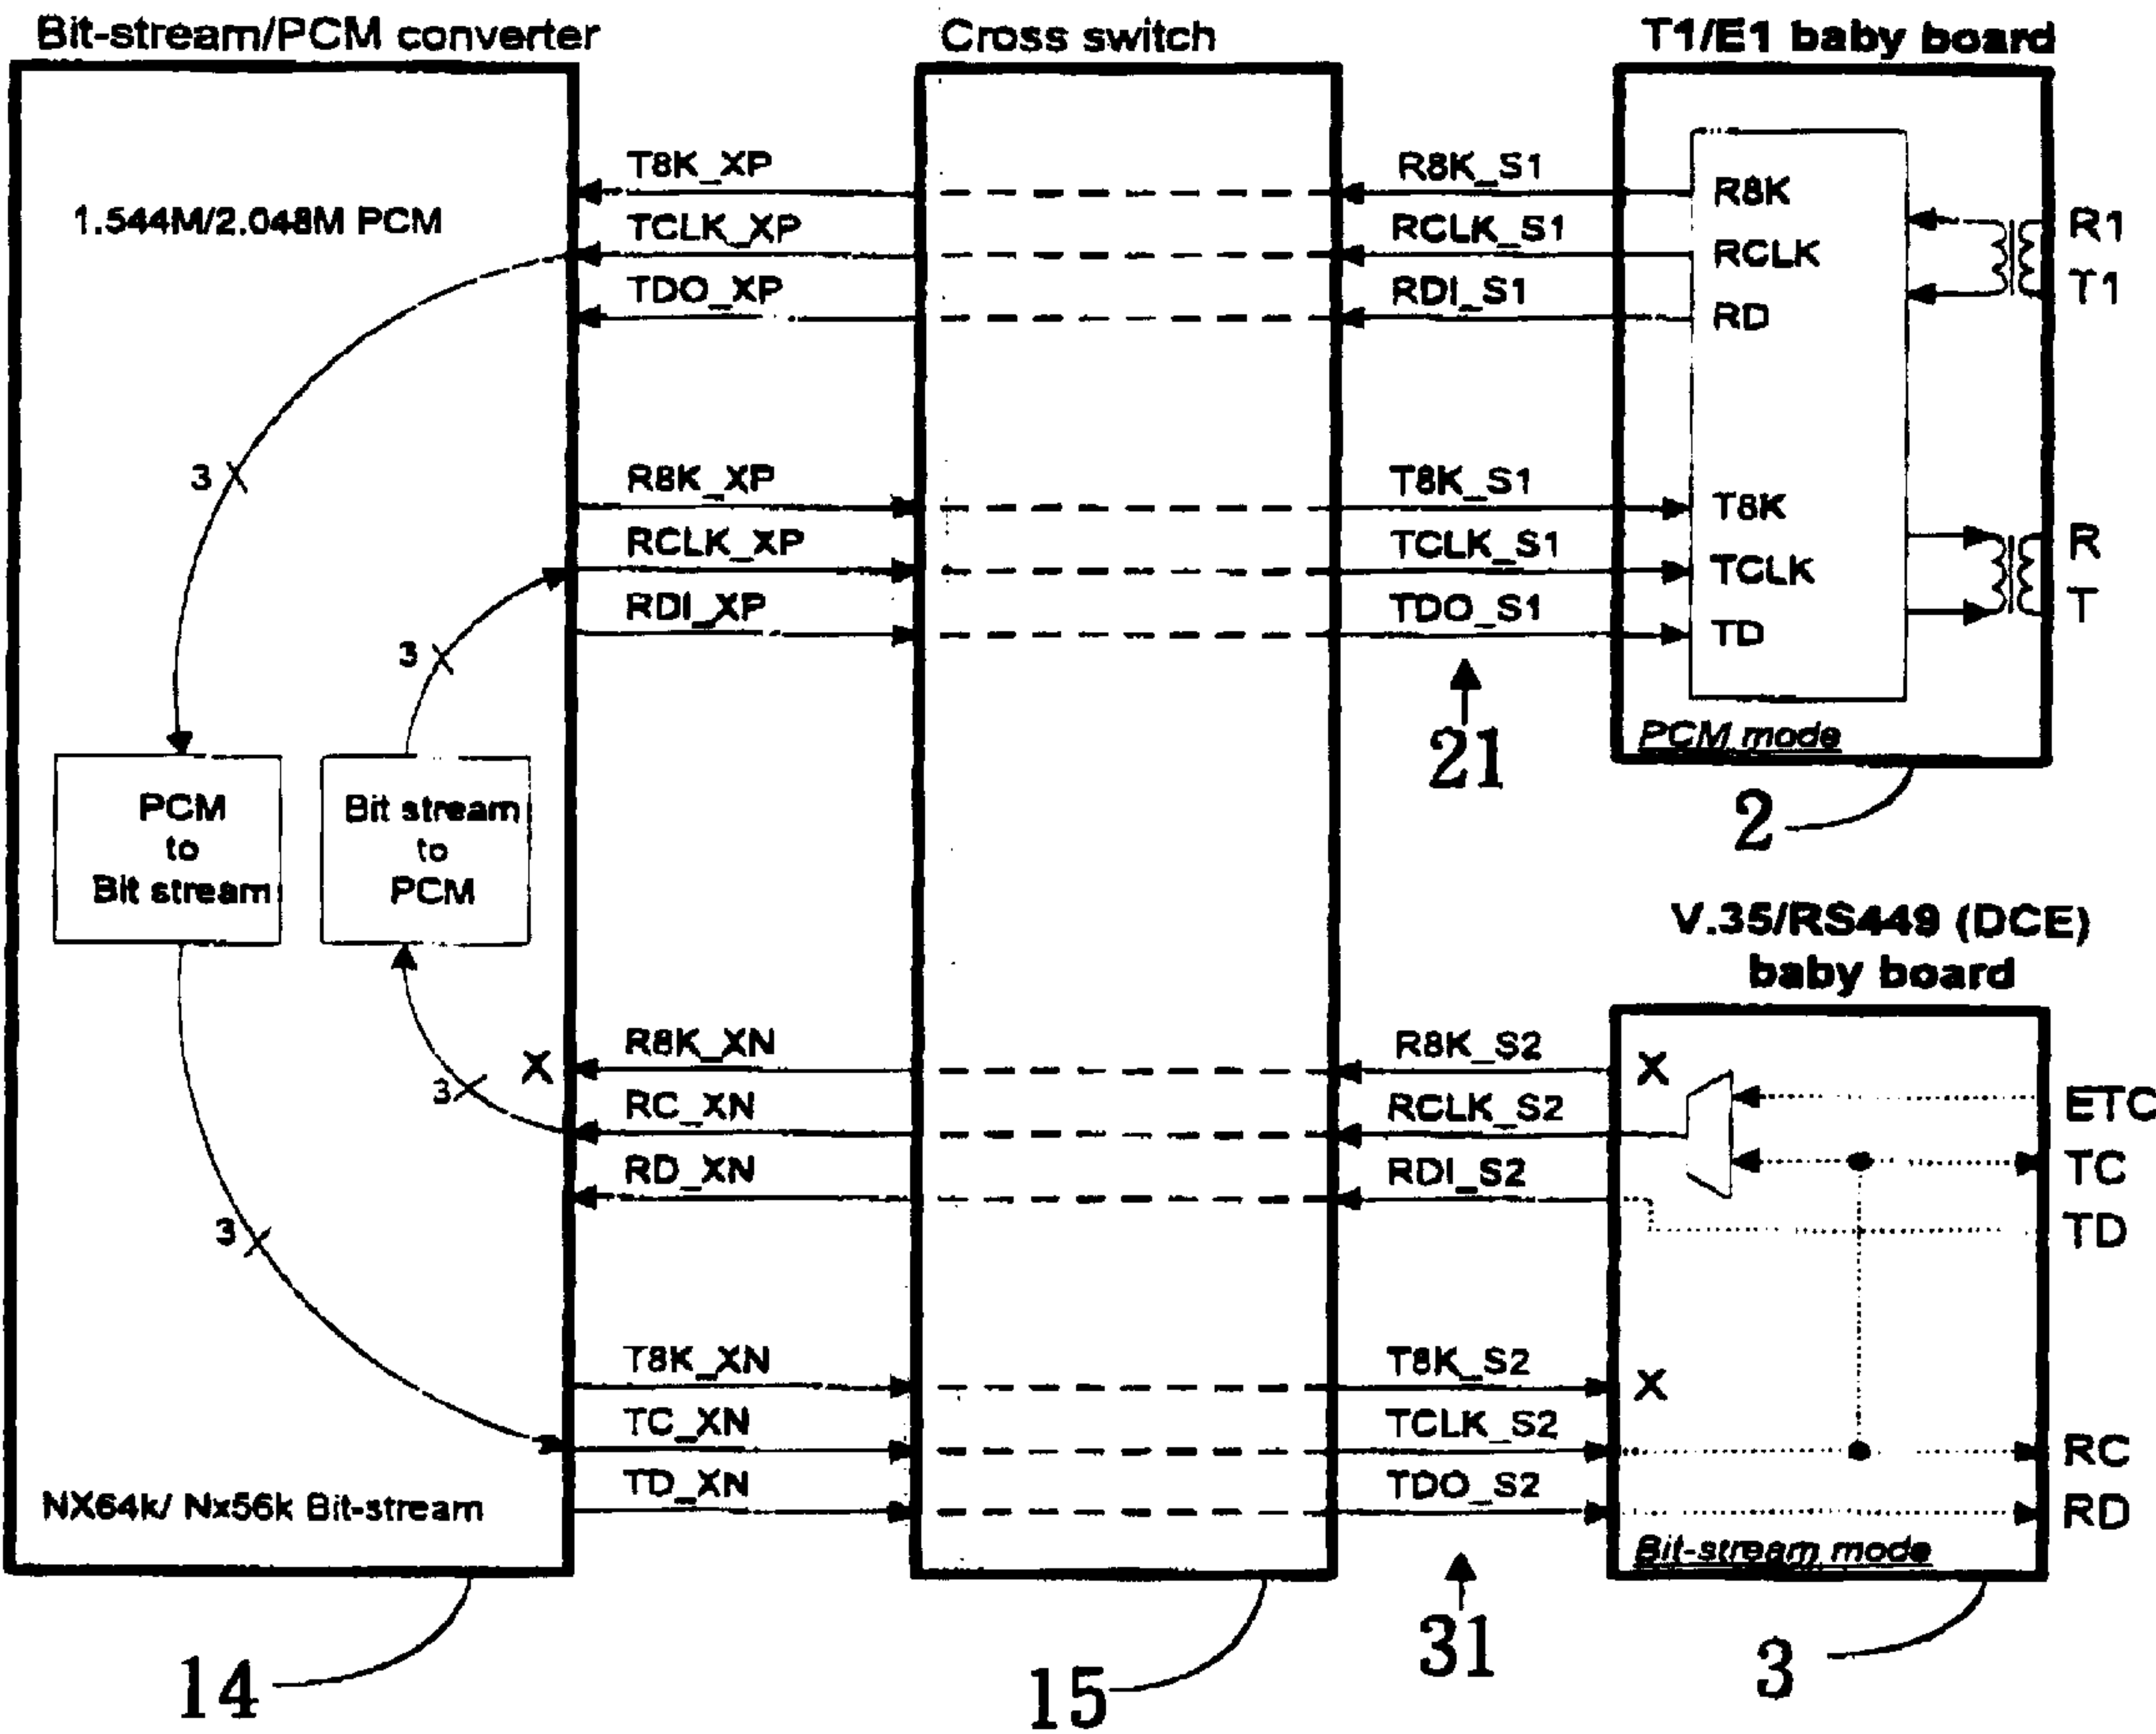 Bit-stream/PCM converter
Cross switch
T1/E1 baby board
1.544M/2.048M PCM
T8K_XP
TCLK_XP
TDO_XP
R8K_S1
RCLK_S1
RDI_S1
R8K
RCLK
RD
R1
T1
3
R8K_XP
RCLK_XP
RDI_XP
T8K_S1
TCLK_S1
TDO_S1
T8K
TCLK
TD
R
T
3
21
PCM mode
2
PCM
to
Bit stream
Bit stream
to
PCM
V.35/RS449 (DCE)
baby board
X
R8K_XN
RC_XN
RD_XN
R8K_S2
RCLK_S2
RDI_S2
X
ETC
TC
TD
3
3
T8K_XN
TC_XN
TD_XN
T8K_S2
TCLK_S2
TDO_S2
X
RC
RD
NX64k/ Nx56k Bit-stream
Bit-stream mode
14
15
31
3